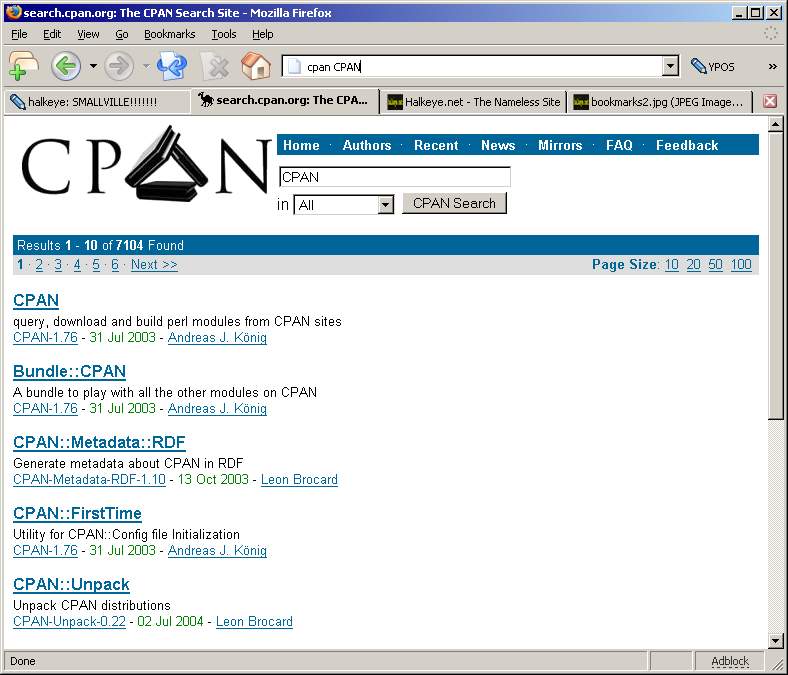 search.cpan.org: The CPAN Search Site - Mozilla Firefox
File Edit View Go Bookmarks Tools Help
cpan CPAN YPOS »
halkeye: SMALLVILLE!!!!!!! search.cpan.org: The CPA... Halkeye.net - The Nameless Site bookmarks2.jpg (JPEG Image...
CPAN
Home · Authors · Recent · News · Mirrors · FAQ · Feedback
CPAN
in All CPAN Search
Results 1 - 10 of 7104 Found
1 · 2 · 3 · 4 · 5 · 6 · Next >> Page Size: 10 20 50 100
CPAN
query, download and build perl modules from CPAN sites
CPAN-1.76 - 31 Jul 2003 - Andreas J. König
Bundle::CPAN
A bundle to play with all the other modules on CPAN
CPAN-1.76 - 31 Jul 2003 - Andreas J. König
CPAN::Metadata::RDF
Generate metadata about CPAN in RDF
CPAN-Metadata-RDF-1.10 - 13 Oct 2003 - Leon Brocard
CPAN::FirstTime
Utility for CPAN::Config file Initialization
CPAN-1.76 - 31 Jul 2003 - Andreas J. König
CPAN::Unpack
Unpack CPAN distributions
CPAN-Unpack-0.22 - 02 Jul 2004 - Leon Brocard
Done Adblock